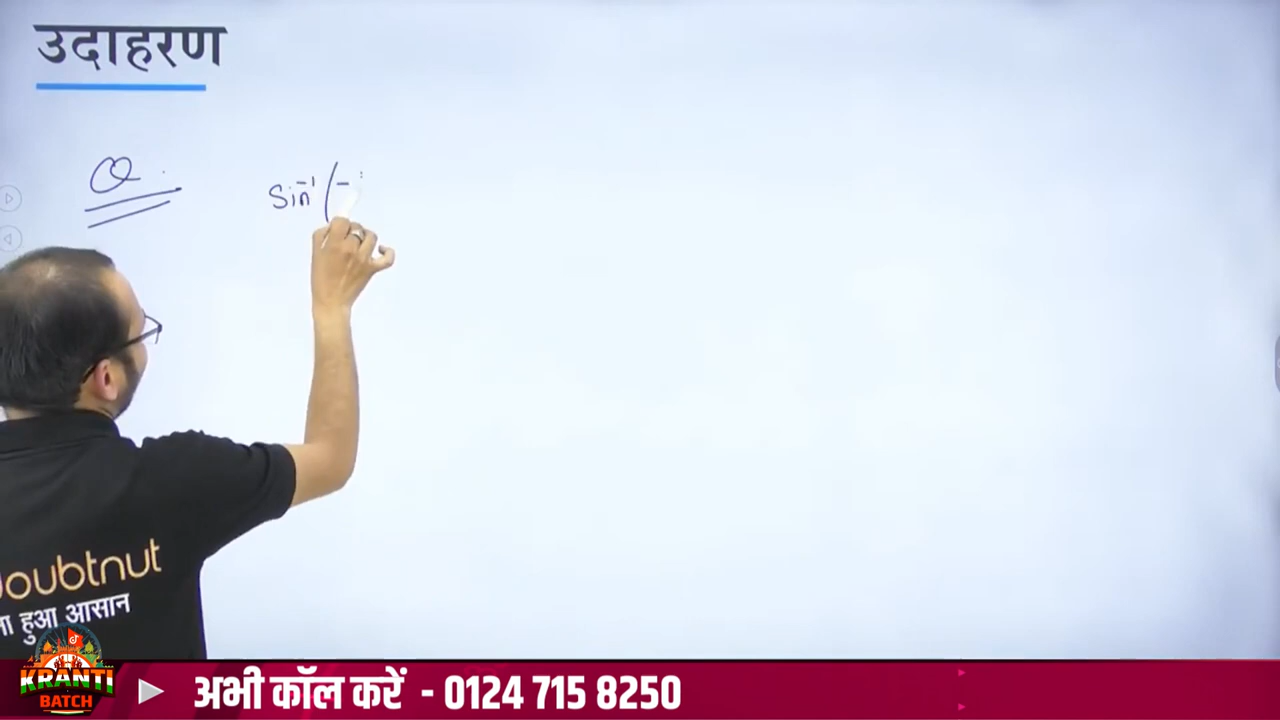 उदाहरण
Q.
Sin⁻¹ (-
oubtnut
हुआ आसान
KRANTI
BATCH
अभी कॉल करें - 0124 715 8250